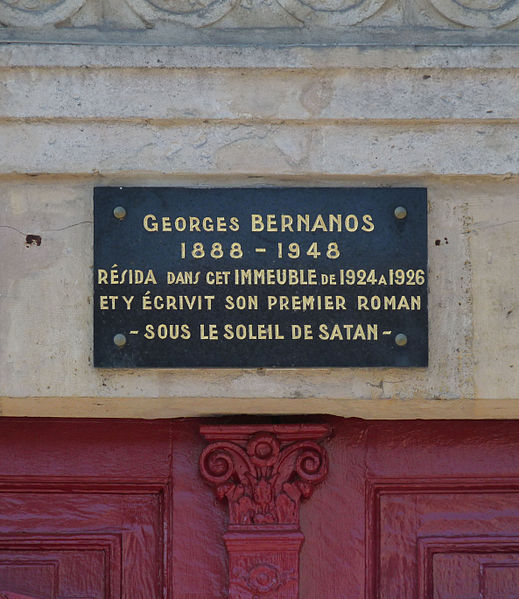 GEORGES BERNANOS
1888 - 1948
RÉSIDA DANS CET IMMEUBLE DE 1924 A 1926
ET Y ÉCRIVIT SON PREMIER ROMAN
- SOUS LE SOLEIL DE SATAN -